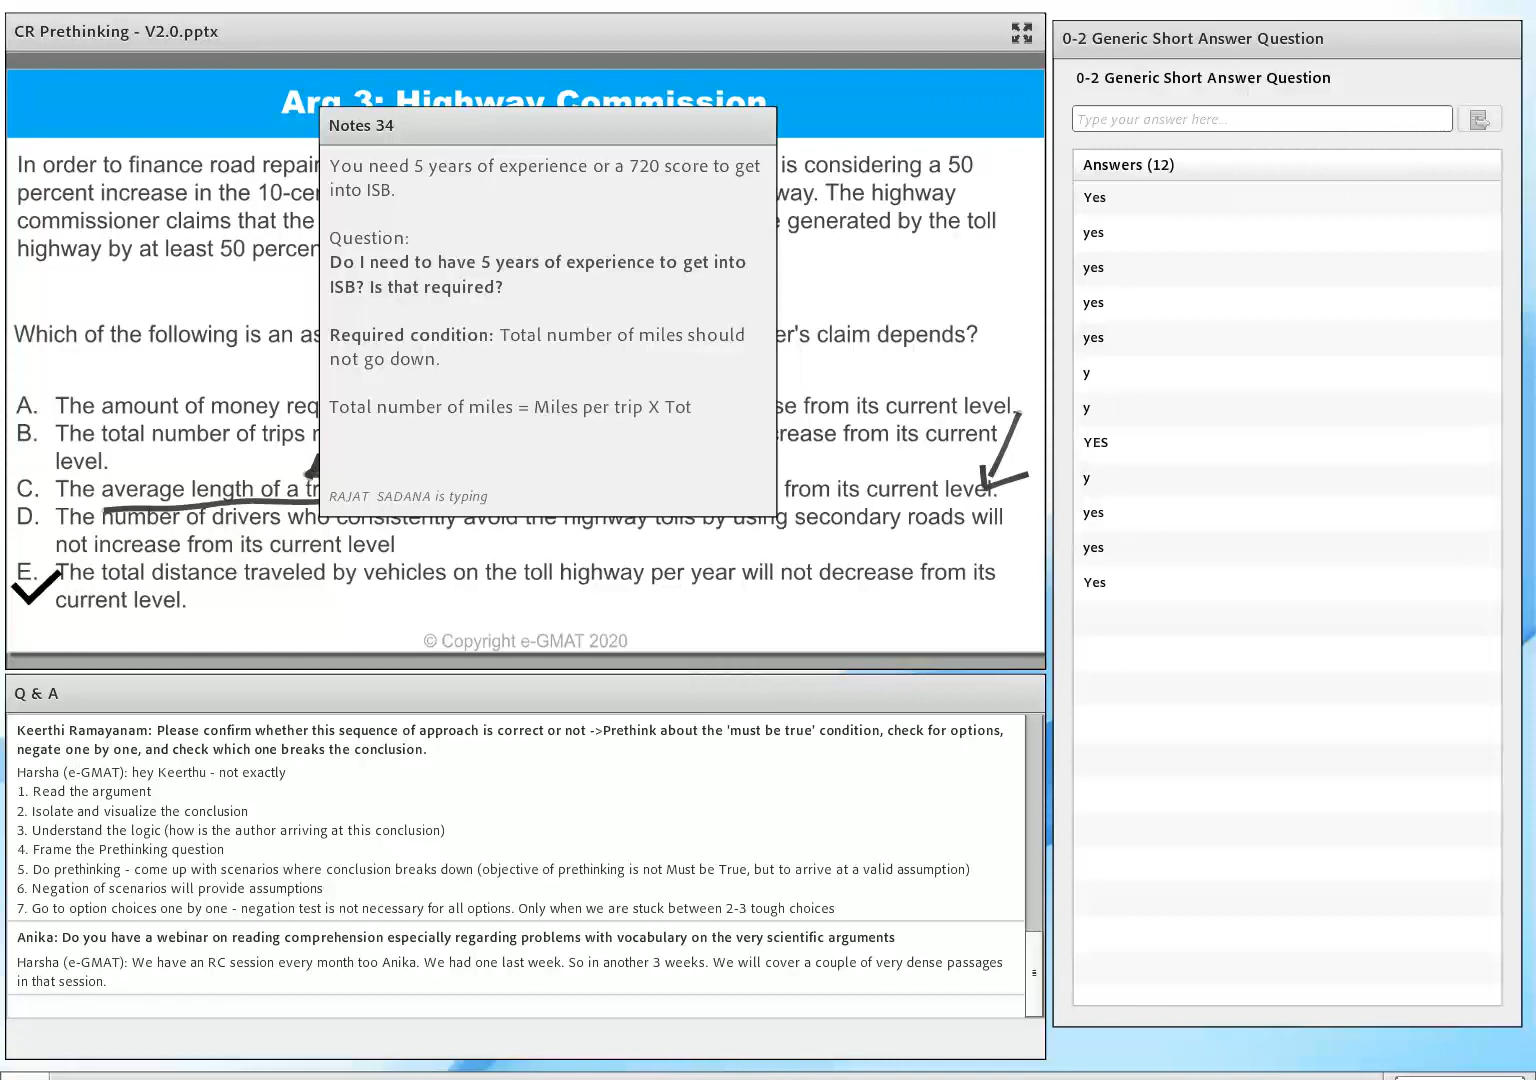 CR Prethinking - V2.0.pptx
Arg 3: Highway Commission
In order to finance road repair
is considering a 50
percent increase in the 10-cen
way. The highway
commissioner claims that the
generated by the toll
highway by at least 50 percen
Which of the following is an as
er's claim depends?
A. The amount of money req
se from its current level.
B. The total number of trips
crease from its current
level.
C. The average length of a tr
from its current level.
D. The number of drivers who consistently avoid the highway tolls by using secondary roads will
not increase from its current level
E. The total distance traveled by vehicles on the toll highway per year will not decrease from its
current level.
© Copyright e-GMAT 2020
Notes 34
You need 5 years of experience or a 720 score to get
into ISB.
Question:
Do I need to have 5 years of experience to get into
ISB? Is that required?
Required condition: Total number of miles should
not go down.
Total number of miles = Miles per trip X Tot
RAJAT SADANA is typing
Q & A
Keerthi Ramayanam: Please confirm whether this sequence of approach is correct or not ->Prethink about the 'must be true' condition, check for options,
negate one by one, and check which one breaks the conclusion.
Harsha (e-GMAT): hey Keerthu - not exactly
1. Read the argument
2. Isolate and visualize the conclusion
3. Understand the logic (how is the author arriving at this conclusion)
4. Frame the Prethinking question
5. Do prethinking - come up with scenarios where conclusion breaks down (objective of prethinking is not Must be True, but to arrive at a valid assumption)
6. Negation of scenarios will provide assumptions
7. Go to option choices one by one - negation test is not necessary for all options. Only when we are stuck between 2-3 tough choices
Anika: Do you have a webinar on reading comprehension especially regarding problems with vocabulary on the very scientific arguments
Harsha (e-GMAT): We have an RC session every month too Anika. We had one last week. So in another 3 weeks. We will cover a couple of very dense passages
in that session.
0-2 Generic Short Answer Question
0-2 Generic Short Answer Question
Type your answer here...
Answers (12)
Yes
yes
yes
yes
yes
y
y
YES
y
yes
yes
Yes